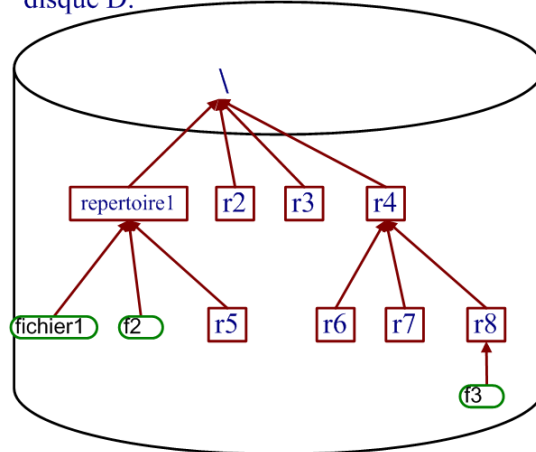 disque D:
\
repertoire1 r2 r3 r4
fichier1 f2 r5 r6 r7 r8
f3